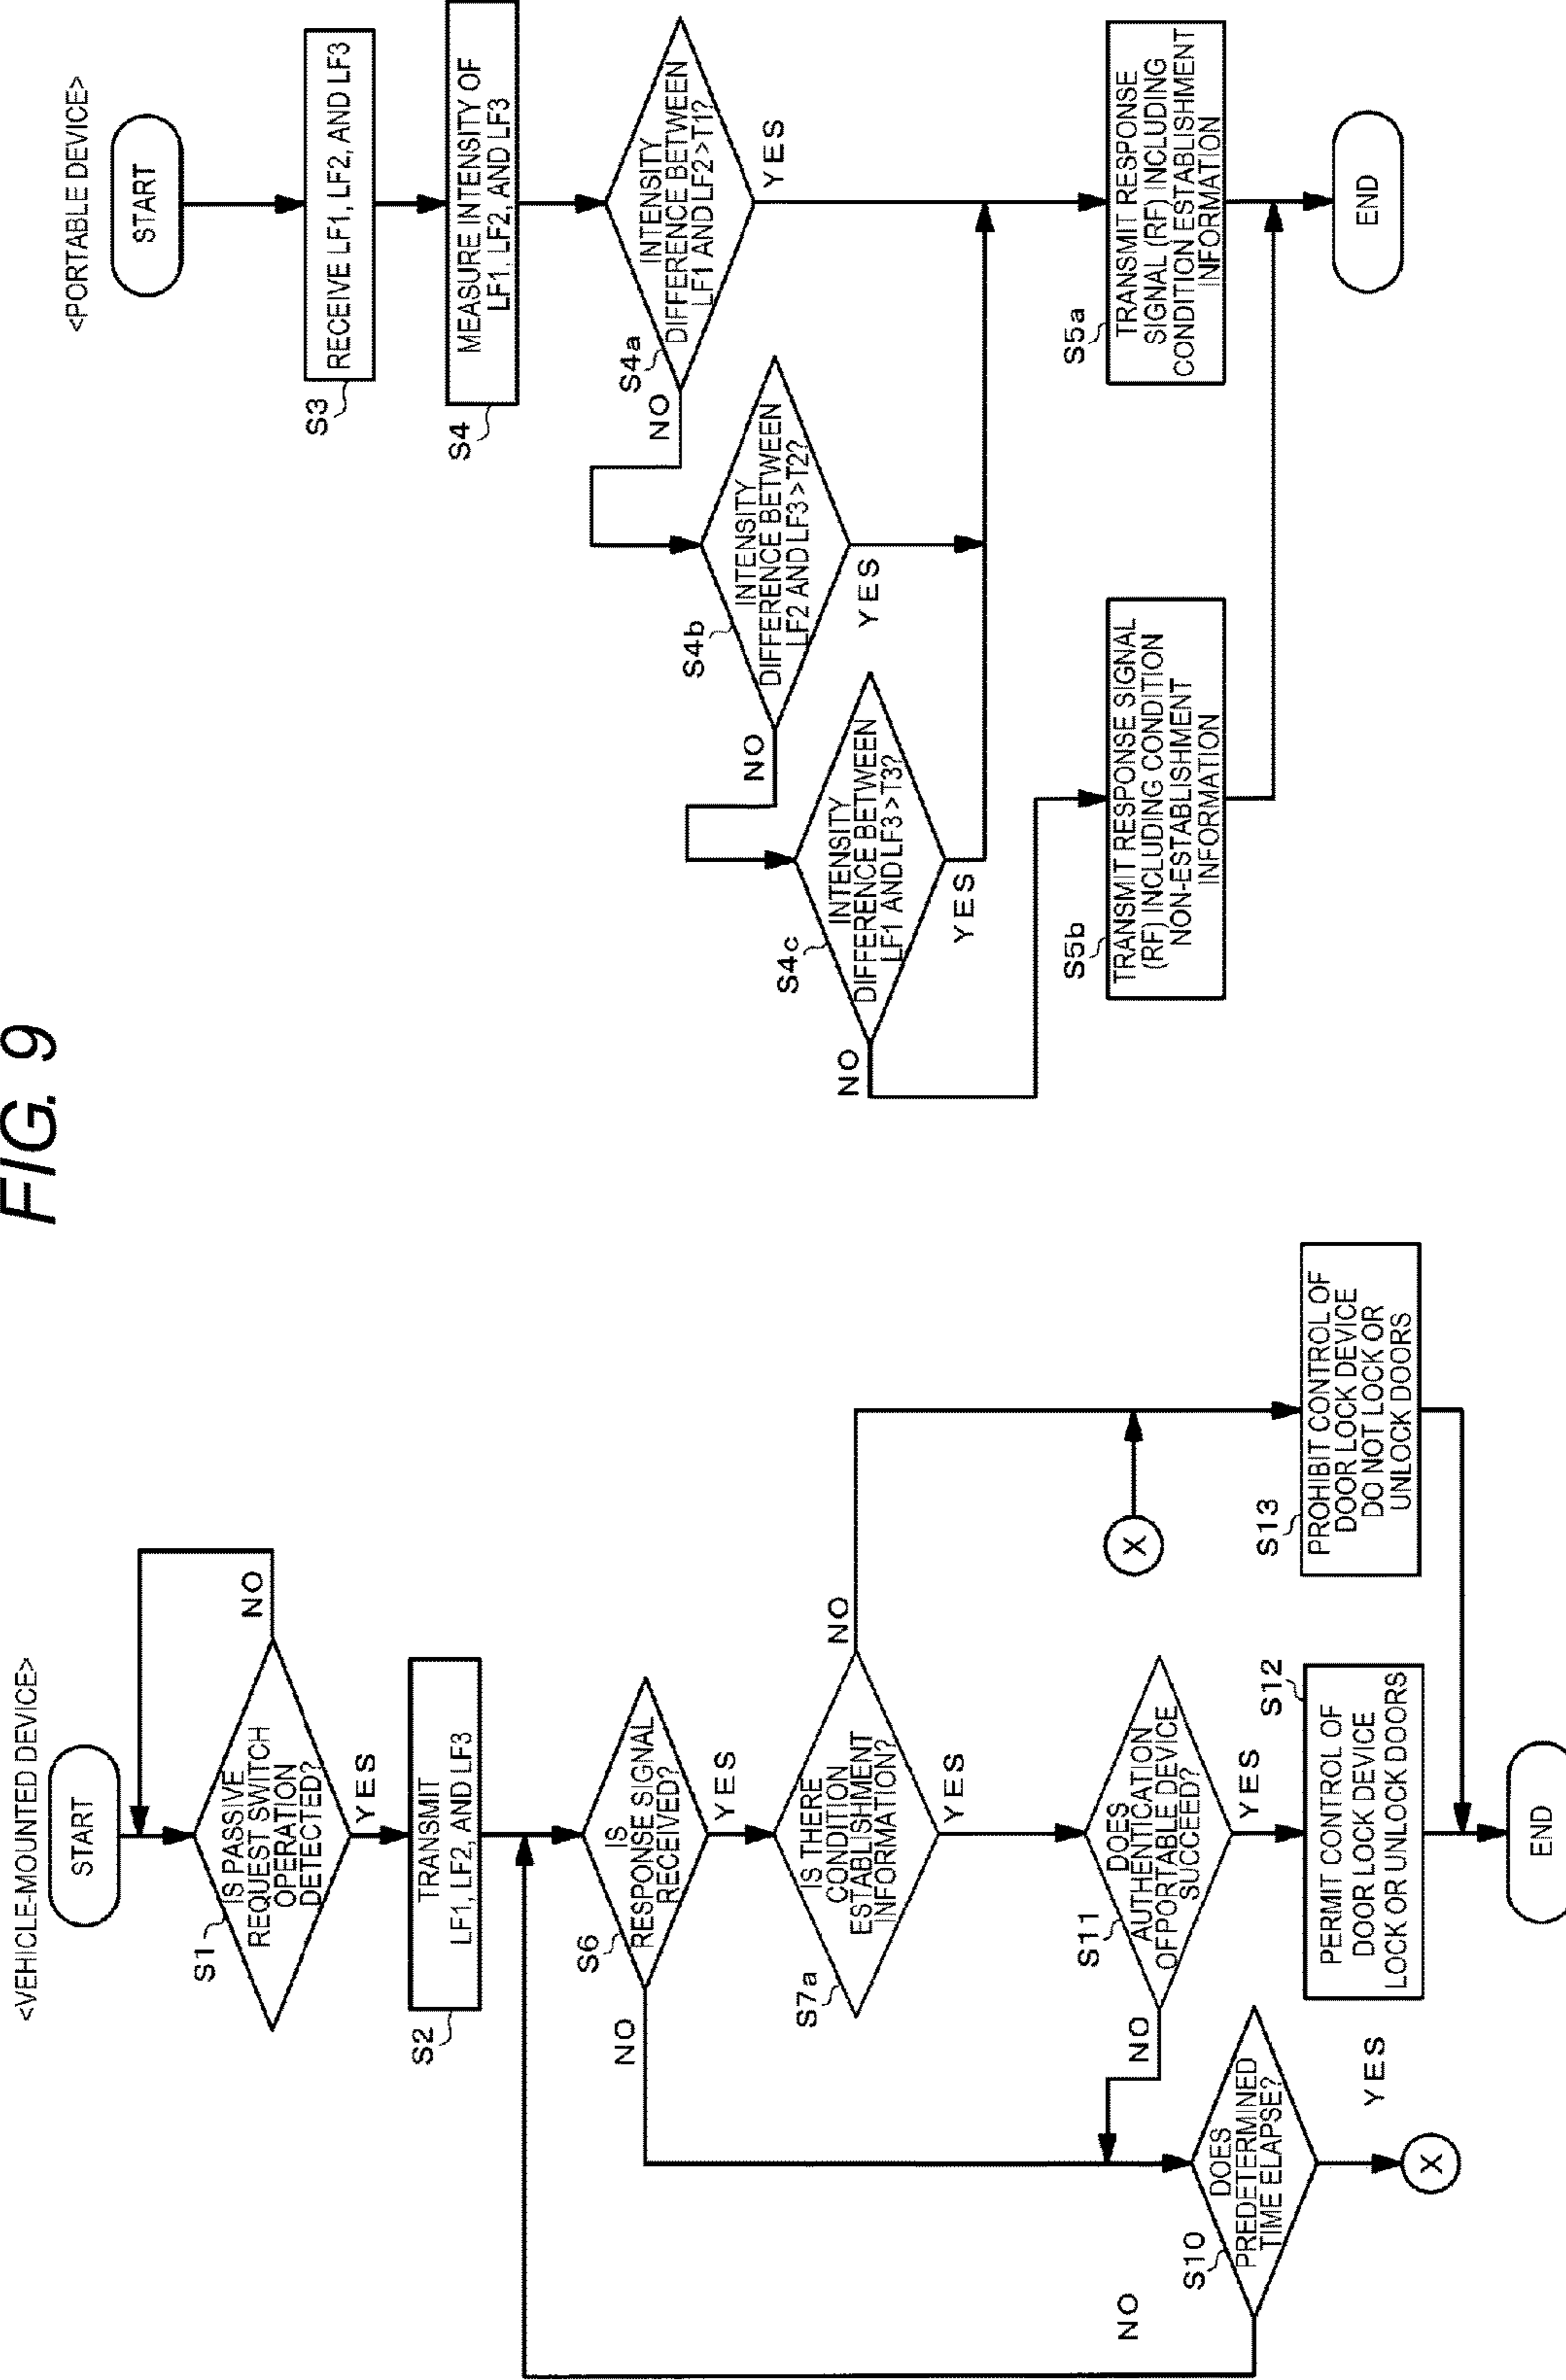 FIG. 9
<VEHICLE-MOUNTED DEVICE>
START
S1
IS PASSIVE
REQUEST SWITCH
OPERATION
DETECTED?
NO
YES
S2
TRANSMIT
LF1, LF2, AND LF3
S6
IS
RESPONSE SIGNAL
RECEIVED?
NO
YES
S7a
IS THERE
CONDITION
ESTABLISHMENT
INFORMATION?
NO
YES
X
S11
DOES
AUTHENTICATION
OFPORTABLE DEVICE
SUCCEED?
NO
YES
S10
DOES
PREDETERMINED
TIME ELAPSE?
NO
YES
X
S12
PERMIT CONTROL OF
DOOR LOCK DEVICE
LOCK OR UNLOCK DOORS
S13
PROHIBIT CONTROL OF
DOOR LOCK DEVICE
DO NOT LOCK OR
UNLOCK DOORS
END
<PORTABLE DEVICE>
START
S3
RECEIVE LF1, LF2, AND LF3
S4
MEASURE INTENSITY OF
LF1, LF2, AND LF3
S4a
INTENSITY
DIFFERENCE BETWEEN
LF1 ANDLF2>T1?
NO
YES
S4b
INTENSITY
DIFFERENCE BETWEEN
LF2 AND LF3>T2?
NO
YES
S4c
INTENSITY
DIFFERENCE BETWEEN
LF1 AND LF3>T3?
NO
YES
S5b
TRANSMIT RESPONSE SIGNAL
(RF) INCLUDING CONDITION
NON-ESTABLISHMENT
INFORMATION
S5a
TRANSMIT RESPONSE
SIGNAL (RF) INCLUDING
CONDITION ESTABLISHMENT
INFORMATION
END